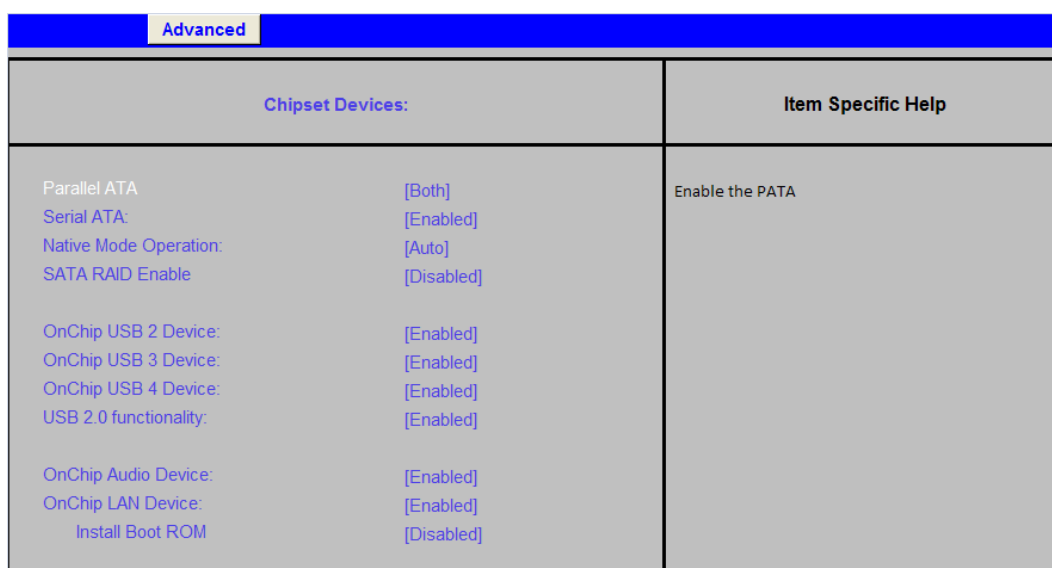 Advanced
Chipset Devices:
Item Specific Help
Parallel ATA [Both]
Enable the PATA
Serial ATA: [Enabled]
Native Mode Operation: [Auto]
SATA RAID Enable [Disabled]
OnChip USB 2 Device: [Enabled]
OnChip USB 3 Device: [Enabled]
OnChip USB 4 Device: [Enabled]
USB 2.0 functionality: [Enabled]
OnChip Audio Device: [Enabled]
OnChip LAN Device: [Enabled]
Install Boot ROM [Disabled]